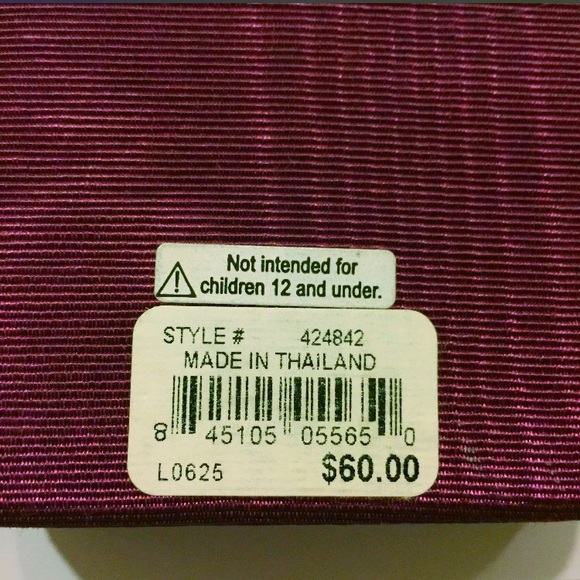 Not intended for
children 12 and under.
STYLE # 424842
MADE IN THAILAND
8 45105 05565 0
L0625 $60.00